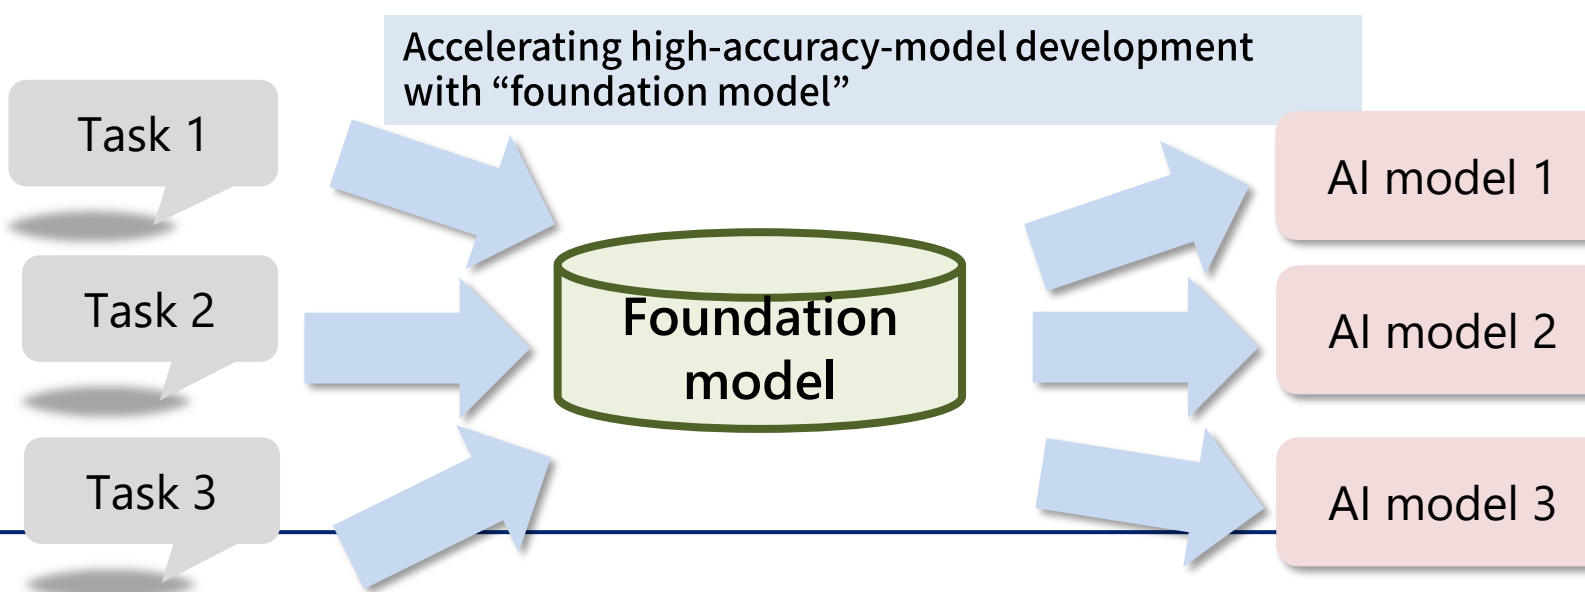 Accelerating high-accuracy-model development
with “foundation model”
Task 1
Task 2
Task 3
Foundation
model
AI model 1
AI model 2
AI model 3